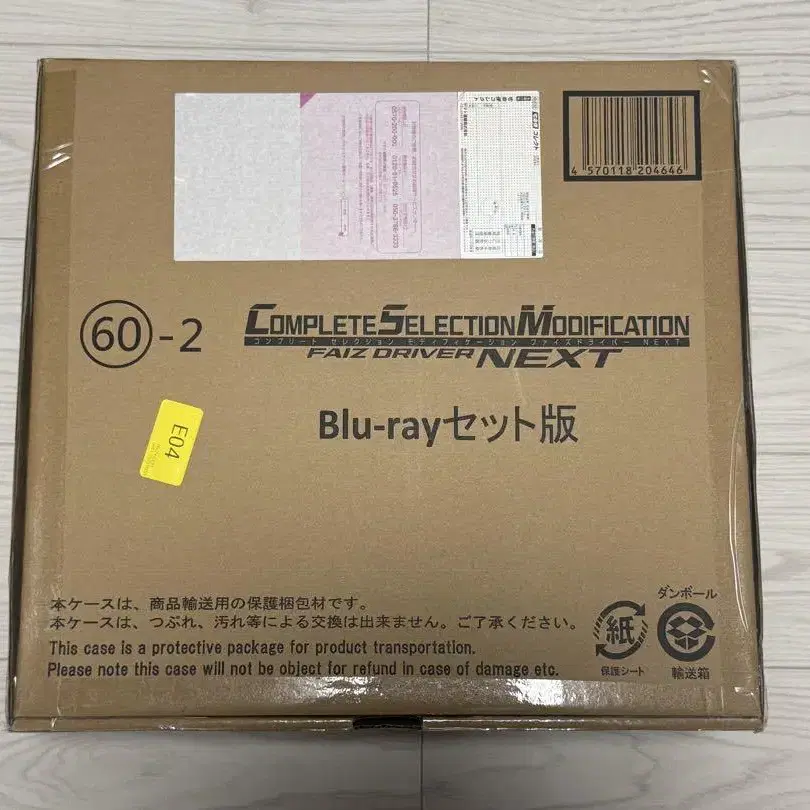 4 570118 204646
60-2
COMPLETE SELECTION MODIFICATION
コンプリート セレクション モディフィケーション ファイズドライバー NEXT
FAIZ DRIVER NEXT
Blu-rayセット版
E04
本ケースは、商品輸送用の保護梱包材です。
本ケースは、つぶれ、汚れ等による交換は出来ません。ご了承ください。
This case is a protective package for product transportation.
Please note this case will not be object for refund in case of damage etc.
紙
保護シート
ダンボール
輸送箱